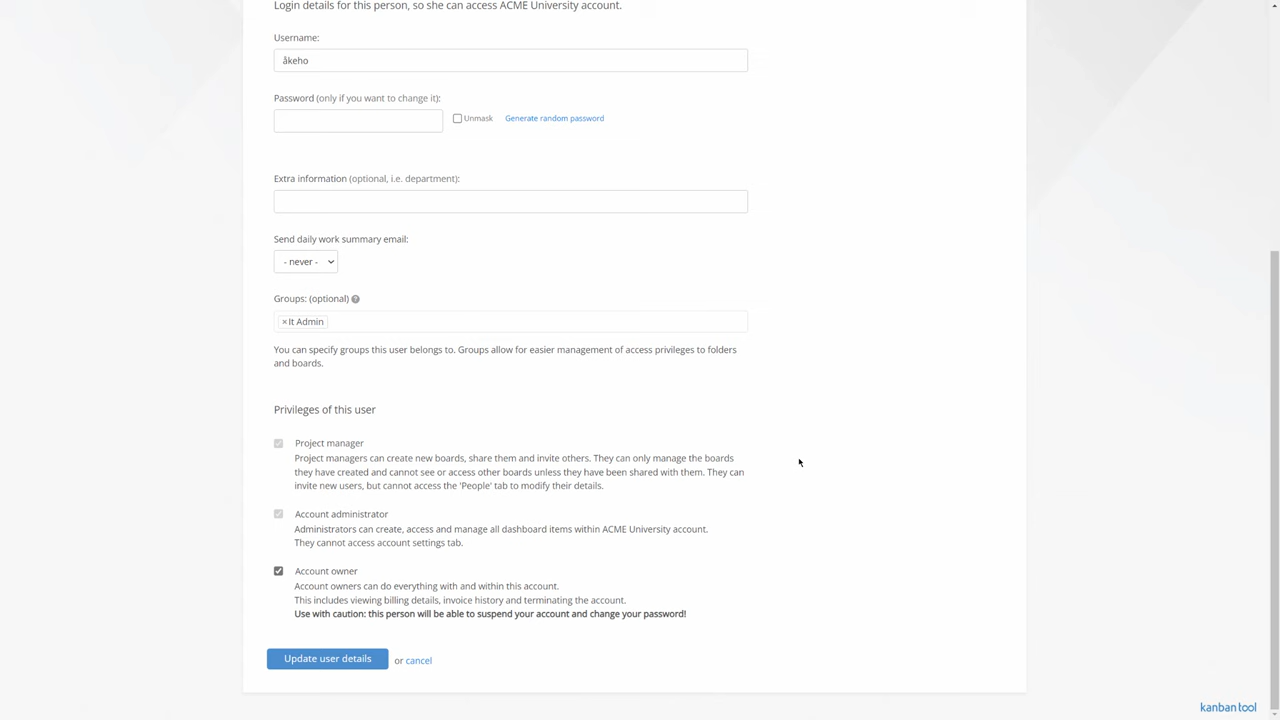 Login details for this person, so she can access ACME University account.
Username:
åkeho
Password (only if you want to change it):
Unmask Generate random password
Extra information (optional, i.e. department):
Send daily work summary email:
- never -
Groups: (optional) ?
×It Admin
You can specify groups this user belongs to. Groups allow for easier management of access privileges to folders
and boards.
Privileges of this user
Project manager
Project managers can create new boards, share them and invite others. They can only manage the boards
they have created and cannot see or access other boards unless they have been shared with them. They can
invite new users, but cannot access the 'People' tab to modify their details.
Account administrator
Administrators can create, access and manage all dashboard items within ACME University account.
They cannot access account settings tab.
Account owner
Account owners can do everything with and within this account.
This includes viewing billing details, invoice history and terminating the account.
Use with caution: this person will be able to suspend your account and change your password!
Update user details or cancel
kanban tool